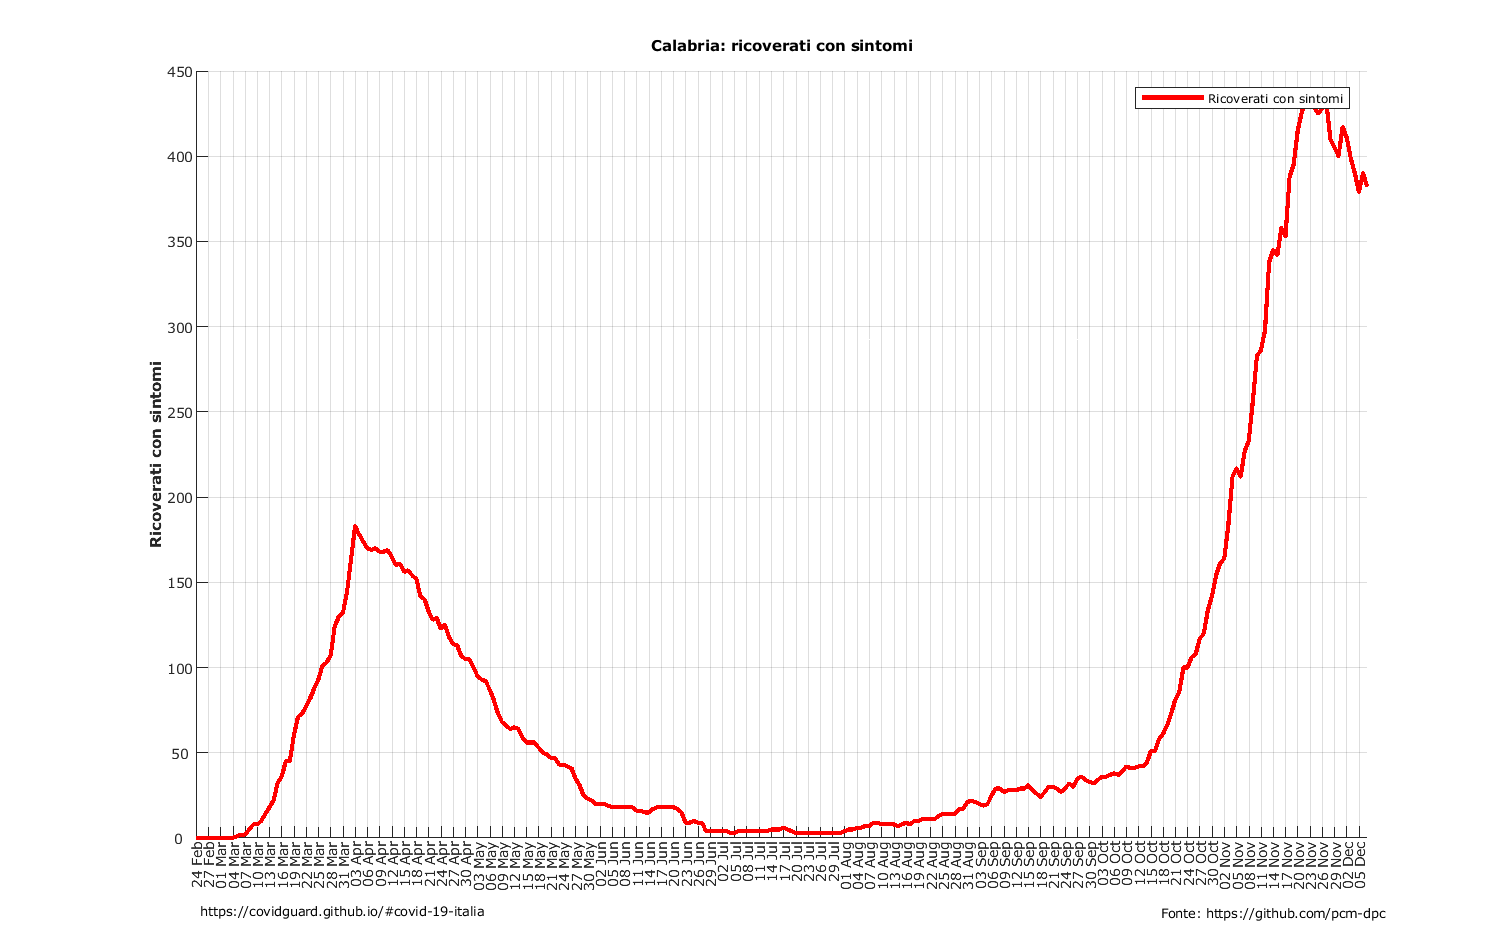 Calabria: ricoverati con sintomi
Ricoverati con sintomi
Ricoverati con sintomi
450
400
350
300
250
200
150
100
50
0
24 Feb
27 Feb
01 Mar
04 Mar
07 Mar
10 Mar
13 Mar
16 Mar
19 Mar
22 Mar
25 Mar
28 Mar
31 Mar
03 Apr
06 Apr
09 Apr
12 Apr
15 Apr
18 Apr
21 Apr
24 Apr
27 Apr
30 Apr
03 May
06 May
09 May
12 May
15 May
18 May
21 May
24 May
27 May
30 May
02 Jun
05 Jun
08 Jun
11 Jun
14 Jun
17 Jun
20 Jun
23 Jun
26 Jun
29 Jun
02 Jul
05 Jul
08 Jul
11 Jul
14 Jul
17 Jul
20 Jul
23 Jul
26 Jul
29 Jul
01 Aug
04 Aug
07 Aug
10 Aug
13 Aug
16 Aug
19 Aug
22 Aug
25 Aug
28 Aug
31 Aug
03 Sep
06 Sep
09 Sep
12 Sep
15 Sep
18 Sep
21 Sep
24 Sep
27 Sep
30 Sep
03 Oct
06 Oct
09 Oct
12 Oct
15 Oct
18 Oct
21 Oct
24 Oct
27 Oct
30 Oct
02 Nov
05 Nov
08 Nov
11 Nov
14 Nov
17 Nov
20 Nov
23 Nov
26 Nov
29 Nov
02 Dec
05 Dec
https://covidguard.github.io/#covid-19-italia
Fonte: https://github.com/pcm-dpc